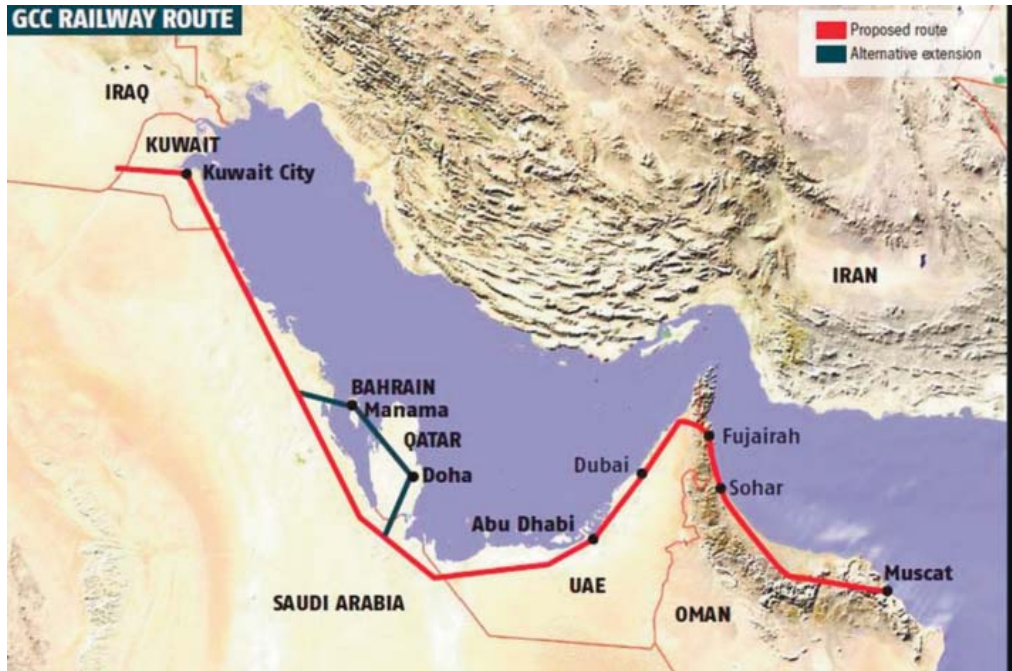 GCC RAILWAY ROUTE
Proposed route
Alternative extension
IRAQ
KUWAIT
Kuwait City
IRAN
BAHRAIN
Manama
QATAR
Doha
Fujairah
Dubai
Sohar
Abu Dhabi
UAE
Muscat
SAUDI ARABIA
OMAN